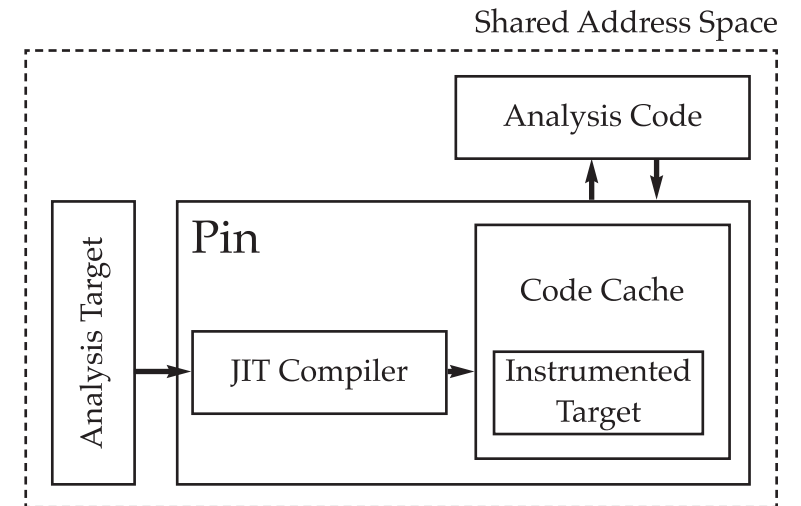 Shared Address Space
Analysis Code
Pin
Analysis Target
Code Cache
JIT Compiler
Instrumented
Target